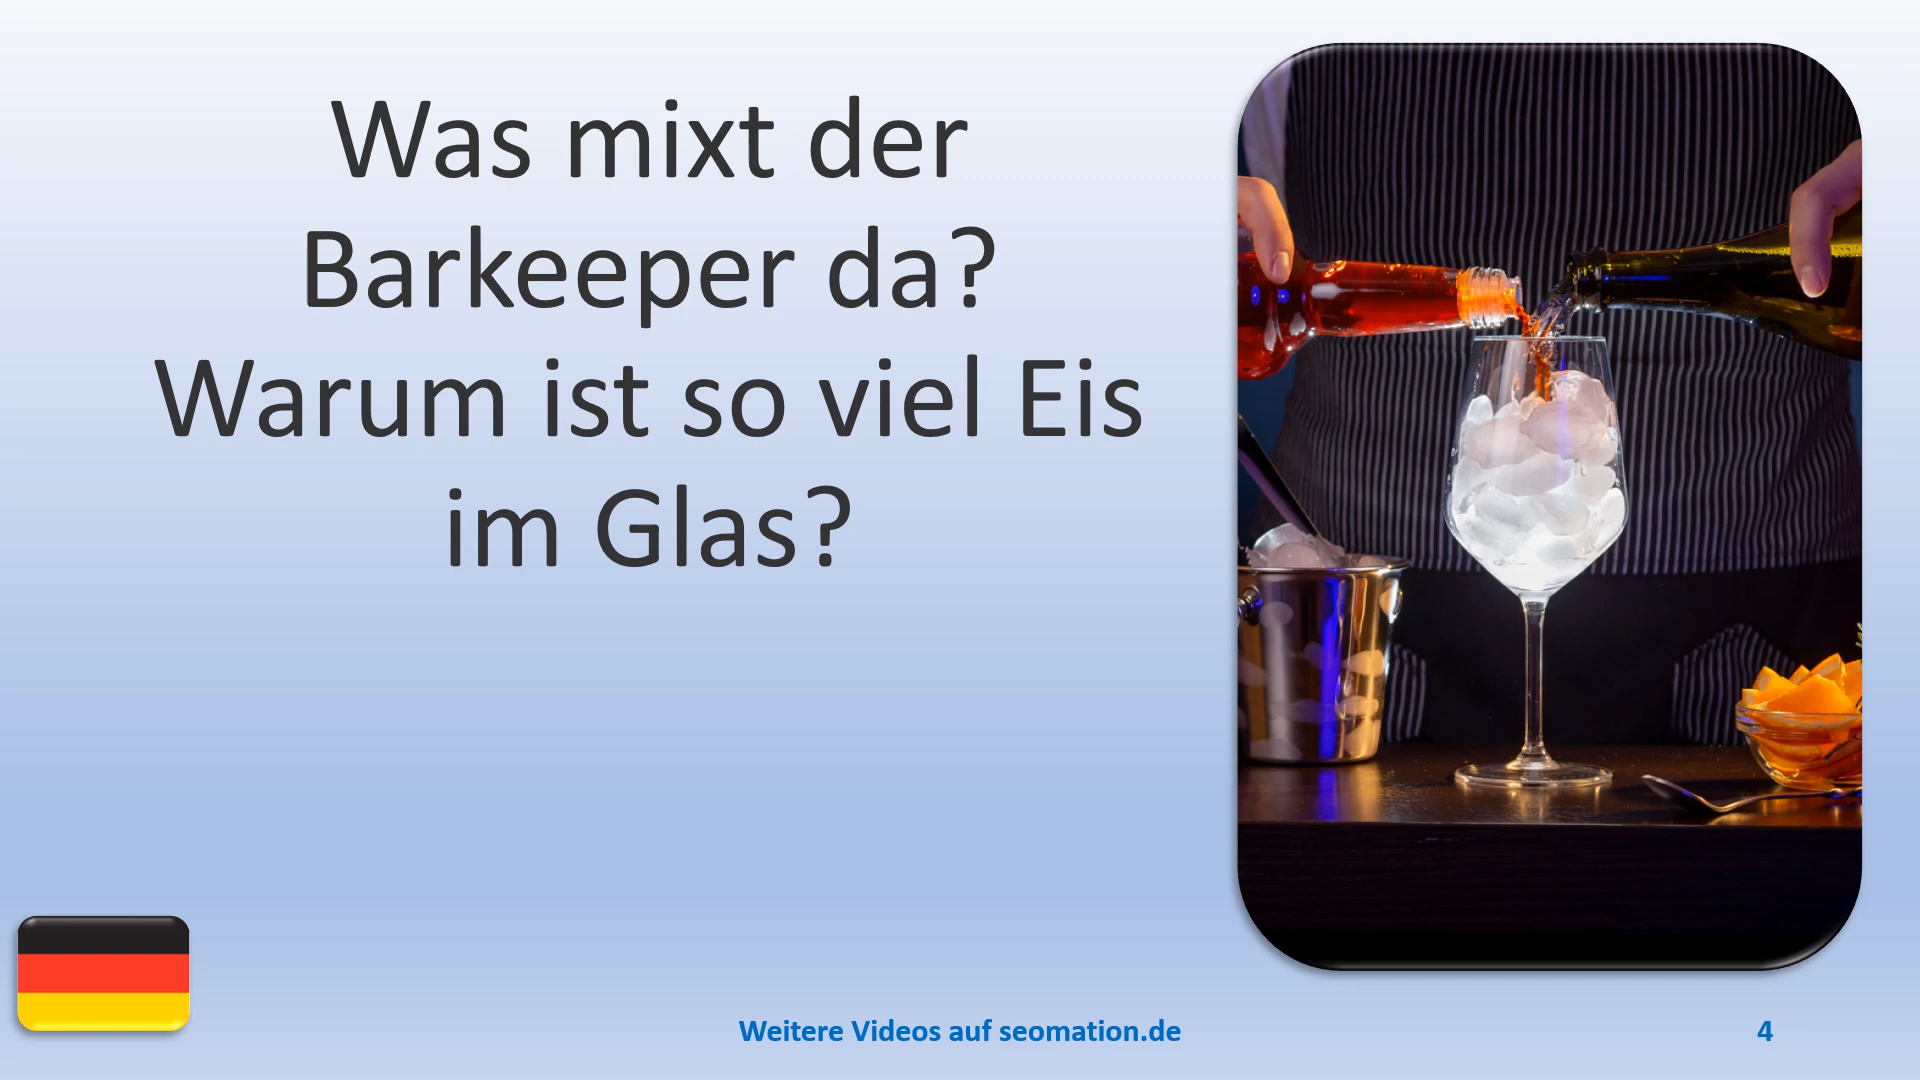 Was mixt der
Barkeeper da?
Warum ist so viel Eis
im Glas?
Weitere Videos auf seomation.de
4